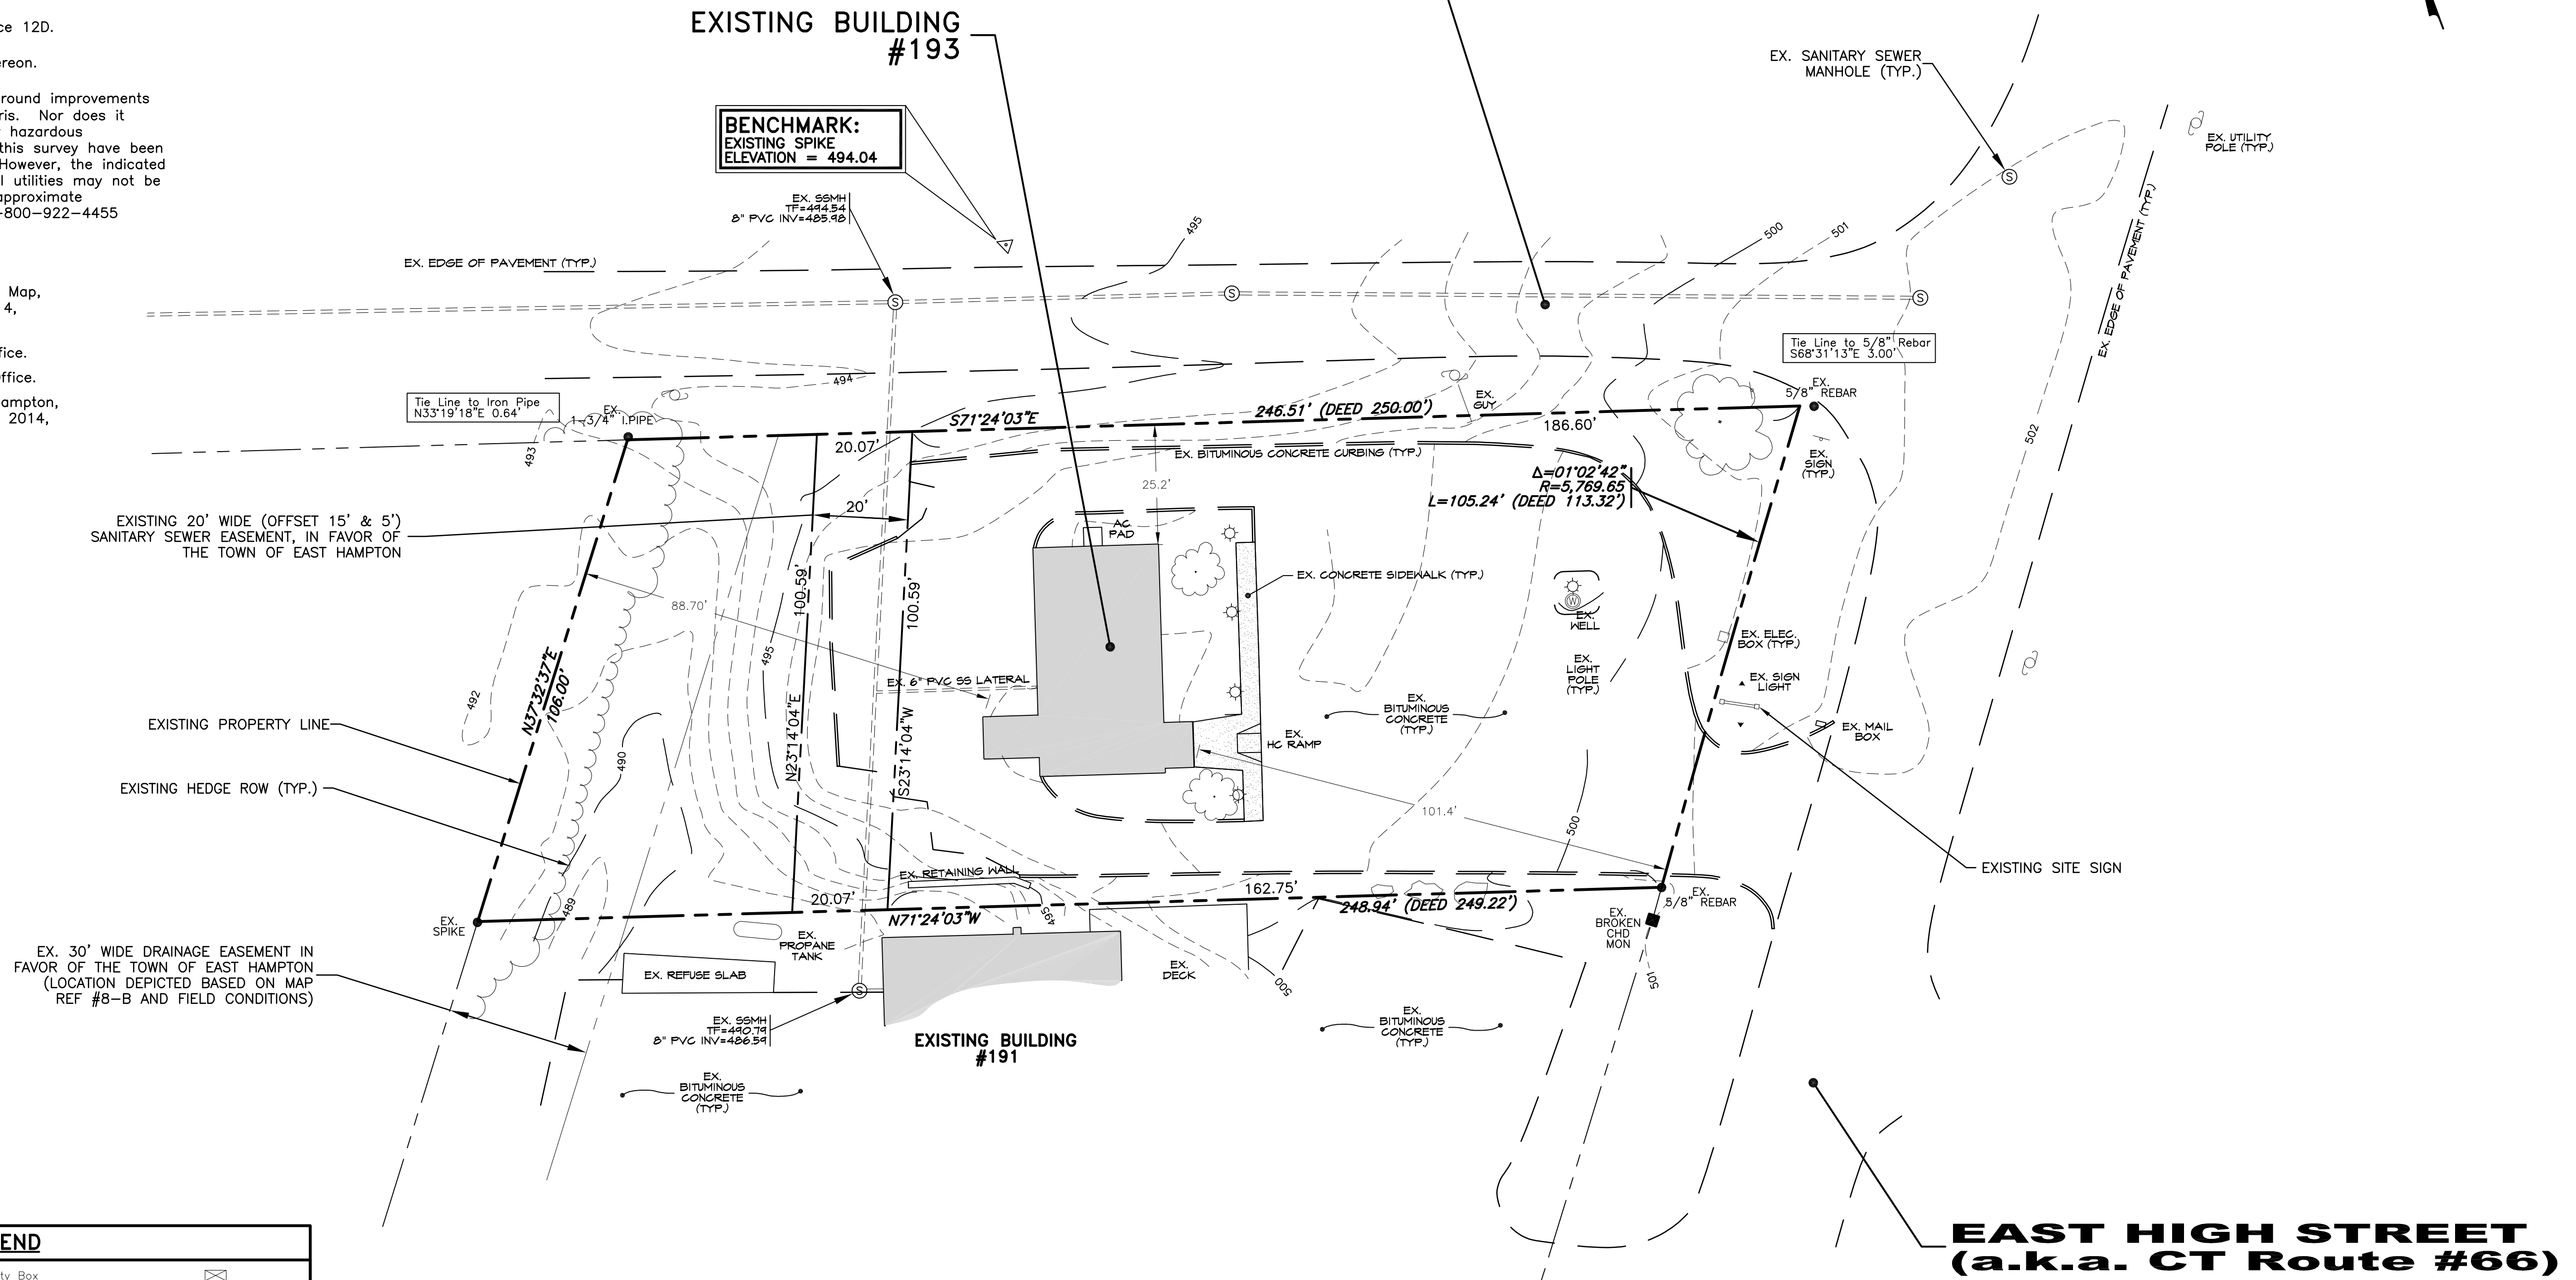 ce 12D.
ereon.
round improvements
ris. Nor does it
hazardous
this survey have been
However, the indicated
l utilities may not be
approximate
-800-922-4455
Map,
4,
fice.
Office.
ampton,
2014,
EXISTING BUILDING
#193
BENCHMARK:
EXISTING SPIKE
ELEVATION = 494.04
EX. SSMH
TF=494.54
8" PVC INV=485.98
EX. SANITARY SEWER
MANHOLE (TYP.)
EX. UTILITY
POLE (TYP.)
EX. EDGE OF PAVEMENT (TYP.)
EX. EDGE OF PAVEMENT (TYP.)
495
500
501
494
493
502
Tie Line to 5/8" Rebar
S68°31'13"E 3.00'
Tie Line to Iron Pipe
N33°19'18"E 0.64'
EX.
1-3/4" I.PIPE
EX.
5/8" REBAR
S71°24'03"E
246.51' (DEED 250.00')
EX.
GUY
186.60'
20.07'
EX. BITUMINOUS CONCRETE CURBING (TYP.)
EX.
SIGN
(TYP.)
Δ=01°02'42"
R=5,769.65
L=105.24' (DEED 113.32')
25.2'
20'
EXISTING 20' WIDE (OFFSET 15' & 5')
SANITARY SEWER EASEMENT, IN FAVOR OF
THE TOWN OF EAST HAMPTON
AC
PAD
EX. CONCRETE SIDEWALK (TYP.)
88.70'
100.59'
100.59'
W
EX.
WELL
EX. ELEC.
BOX (TYP.)
495
N37°32'37"E
106.00'
EX. 6" PVC SS LATERAL
EX.
LIGHT
POLE
(TYP.)
EX. SIGN
LIGHT
492
N23°14'04"E
S23°14'04"W
EX.
BITUMINOUS
CONCRETE
(TYP.)
EX. MAIL
BOX
EXISTING PROPERTY LINE
490
EX.
HC RAMP
EXISTING HEDGE ROW (TYP.)
101.4'
500
EXISTING SITE SIGN
EX. RETAINING WALL
20.07'
162.75'
489
N71°24'03"W
495
248.94' (DEED 249.22')
5/8" REBAR
EX.
EX.
SPIKE
EX.
BROKEN
CHD
MON
EX.
PROPANE
TANK
EX. 30' WIDE DRAINAGE EASEMENT IN
FAVOR OF THE TOWN OF EAST HAMPTON
(LOCATION DEPICTED BASED ON MAP
REF #8-B AND FIELD CONDITIONS)
EX. REFUSE SLAB
EX.
DECK
500
501
EX. SSMH
TF=490.79
8" PVC INV=486.59
EXISTING BUILDING
#191
EX.
BITUMINOUS
CONCRETE
(TYP.)
EX.
BITUMINOUS
CONCRETE
(TYP.)
S
S
S
S
S
EAST HIGH STREET
(a.k.a. CT Route #66)
END
ty Box